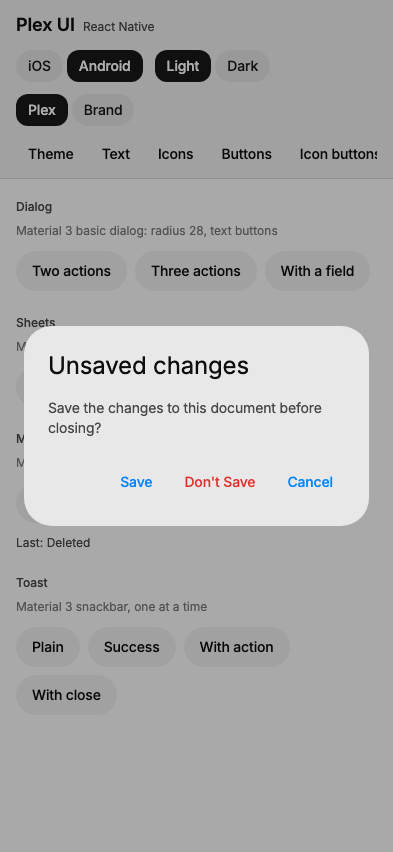 Plex UI React Native
iOS Android Light Dark
Plex Brand
Theme Text Icons Buttons Icon buttons
Dialog
Material 3 basic dialog: radius 28, text buttons
Two actions Three actions With a field
Sheets
Unsaved changes
Save the changes to this document before
closing?
Save Don't Save Cancel
Last: Deleted
Toast
Material 3 snackbar, one at a time
Plain Success With action
With close